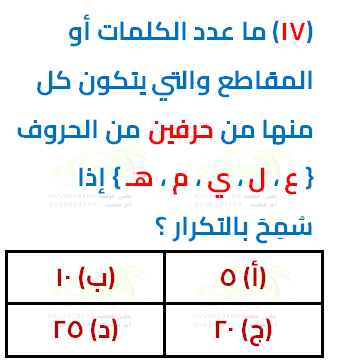 (١٧) ما عدد الكلمات أو
المقاطع والتي يتكون كل
منها من حرفين من الحروف
{ ع ، ل ، ي ، م ، هـ } إذا
سُمِحَ بالتكرار ؟
(أ) ٥
(ب) ١٠
(ج) ٢٠
(د) ٢٥